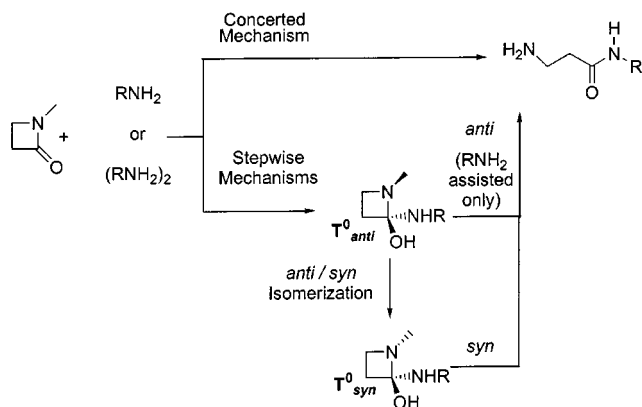 Concerted
Mechanism
RNH2
or
(RNH2)2
+
N
O
Stepwise
Mechanisms
H2N
H
N
R
O
anti
(RNH2
assisted
only)
N
NHR
OH
T0anti
anti / syn
Isomerization
N
NHR
OH
T0syn
syn